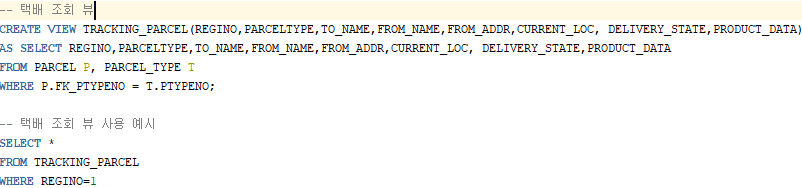 -- 택배 조회 뷰
CREATE VIEW TRACKING_PARCEL(REGINO,PARCELTYPE,TO_NAME,FROM_NAME,FROM_ADDR,CURRENT_LOC, DELIVERY_STATE,PRODUCT_DATA)
AS SELECT REGINO,PARCELTYPE,TO_NAME,FROM_NAME,FROM_ADDR,CURRENT_LOC, DELIVERY_STATE,PRODUCT_DATA
FROM PARCEL P, PARCEL_TYPE T
WHERE P.FK_PTYPENO = T.PTYPENO;
-- 택배 조회 뷰 사용 예시
SELECT *
FROM TRACKING_PARCEL
WHERE REGINO=1